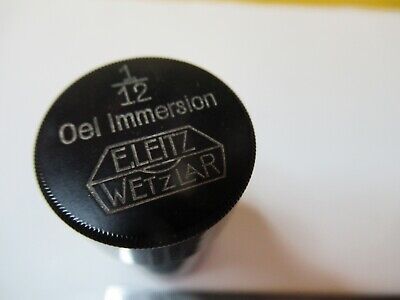 1/12
Oel Immersion
E.LEITZ
WETZLAR